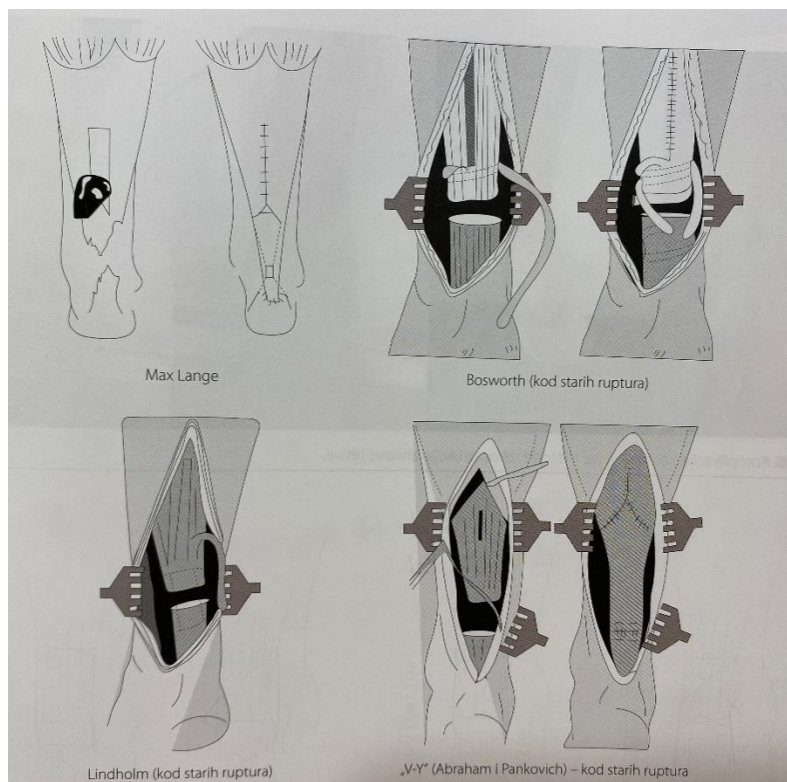 Max Lange
Bosworth (kod starih ruptura)
Lindholm (kod starih ruptura)
„V-Y“ (Abraham i Pankovich) – kod starih ruptura